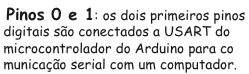 Pinos 0 e 1: os dois primeiros pinos
digitais são conectados a USART do
microcontrolador do Arduino para co
municação serial com um computador.